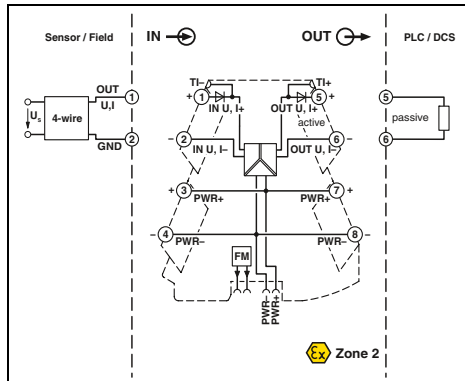 Sensor / Field
IN
OUT
PLC / DCS
TI–
TI+
OUT
U,I
1
+ 1
5 +
5
IN U, I+
OUT U, I+
Us
4-wire
active
passive
2
GND
– 2
6 –
6
IN U, I–
OUT U, I–
+ 3
7 +
PWR+
PWR+
– 4
8 –
PWR–
PWR–
FM
PWR–
PWR+
Ex Zone 2